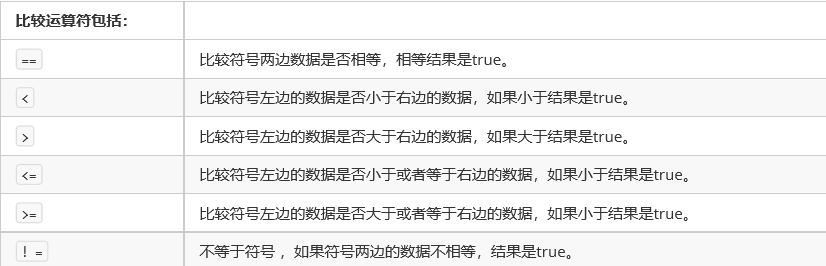 比较运算符包括：
== 比较符号两边数据是否相等，相等结果是true。
< 比较符号左边的数据是否小于右边的数据，如果小于结果是true。
> 比较符号左边的数据是否大于右边的数据，如果大于结果是true。
<= 比较符号左边的数据是否小于或者等于右边的数据，如果小于结果是true。
>= 比较符号左边的数据是否大于或者等于右边的数据，如果小于结果是true。
！= 不等于符号 ，如果符号两边的数据不相等，结果是true。